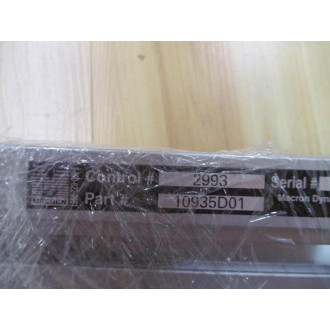 Control # 2993 Serial #
Part # 10935D01 Macron Dyn